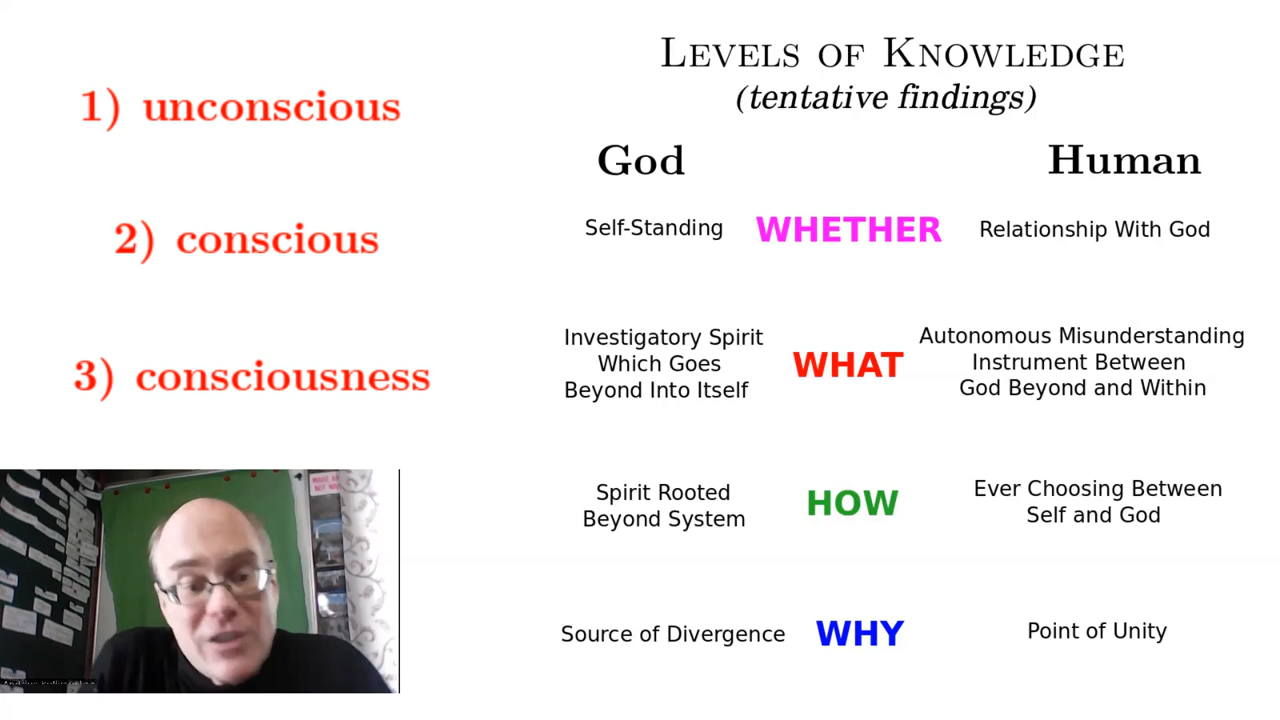 1) unconscious
2) conscious
3) consciousness
LEVELS OF KNOWLEDGE
(tentative findings)
God
Human
Self-Standing
WHETHER
Relationship With God
Investigatory Spirit
Which Goes
Beyond Into Itself
WHAT
Autonomous Misunderstanding
Instrument Between
God Beyond and Within
Spirit Rooted
Beyond System
HOW
Ever Choosing Between
Self and God
Source of Divergence
WHY
Point of Unity